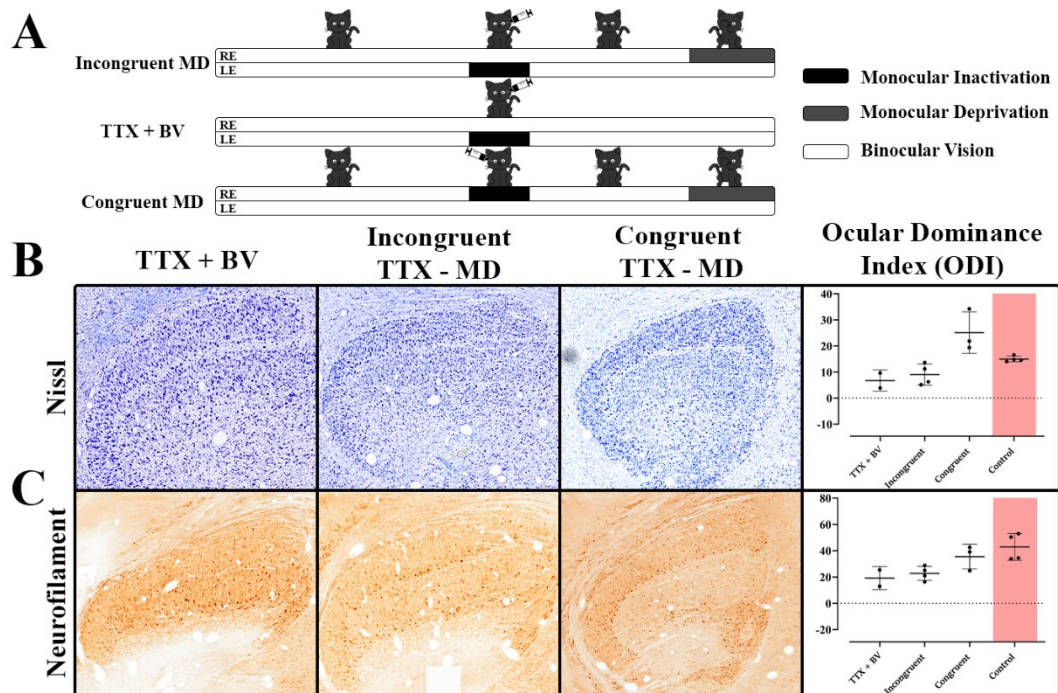 A
Incongruent MD
RE
LE
TTX + BV
RE
LE
Congruent MD
RE
LE
Monocular Inactivation
Monocular Deprivation
Binocular Vision
B
TTX + BV
Incongruent
TTX - MD
Congruent
TTX - MD
Ocular Dominance
Index (ODI)
Nissl
40
30
20
10
0
-10
TTX + BV
Incongruent
Congruent
Control
C
Neurofilament
80
60
40
20
0
-20
TTX + BV
Incongruent
Congruent
Control